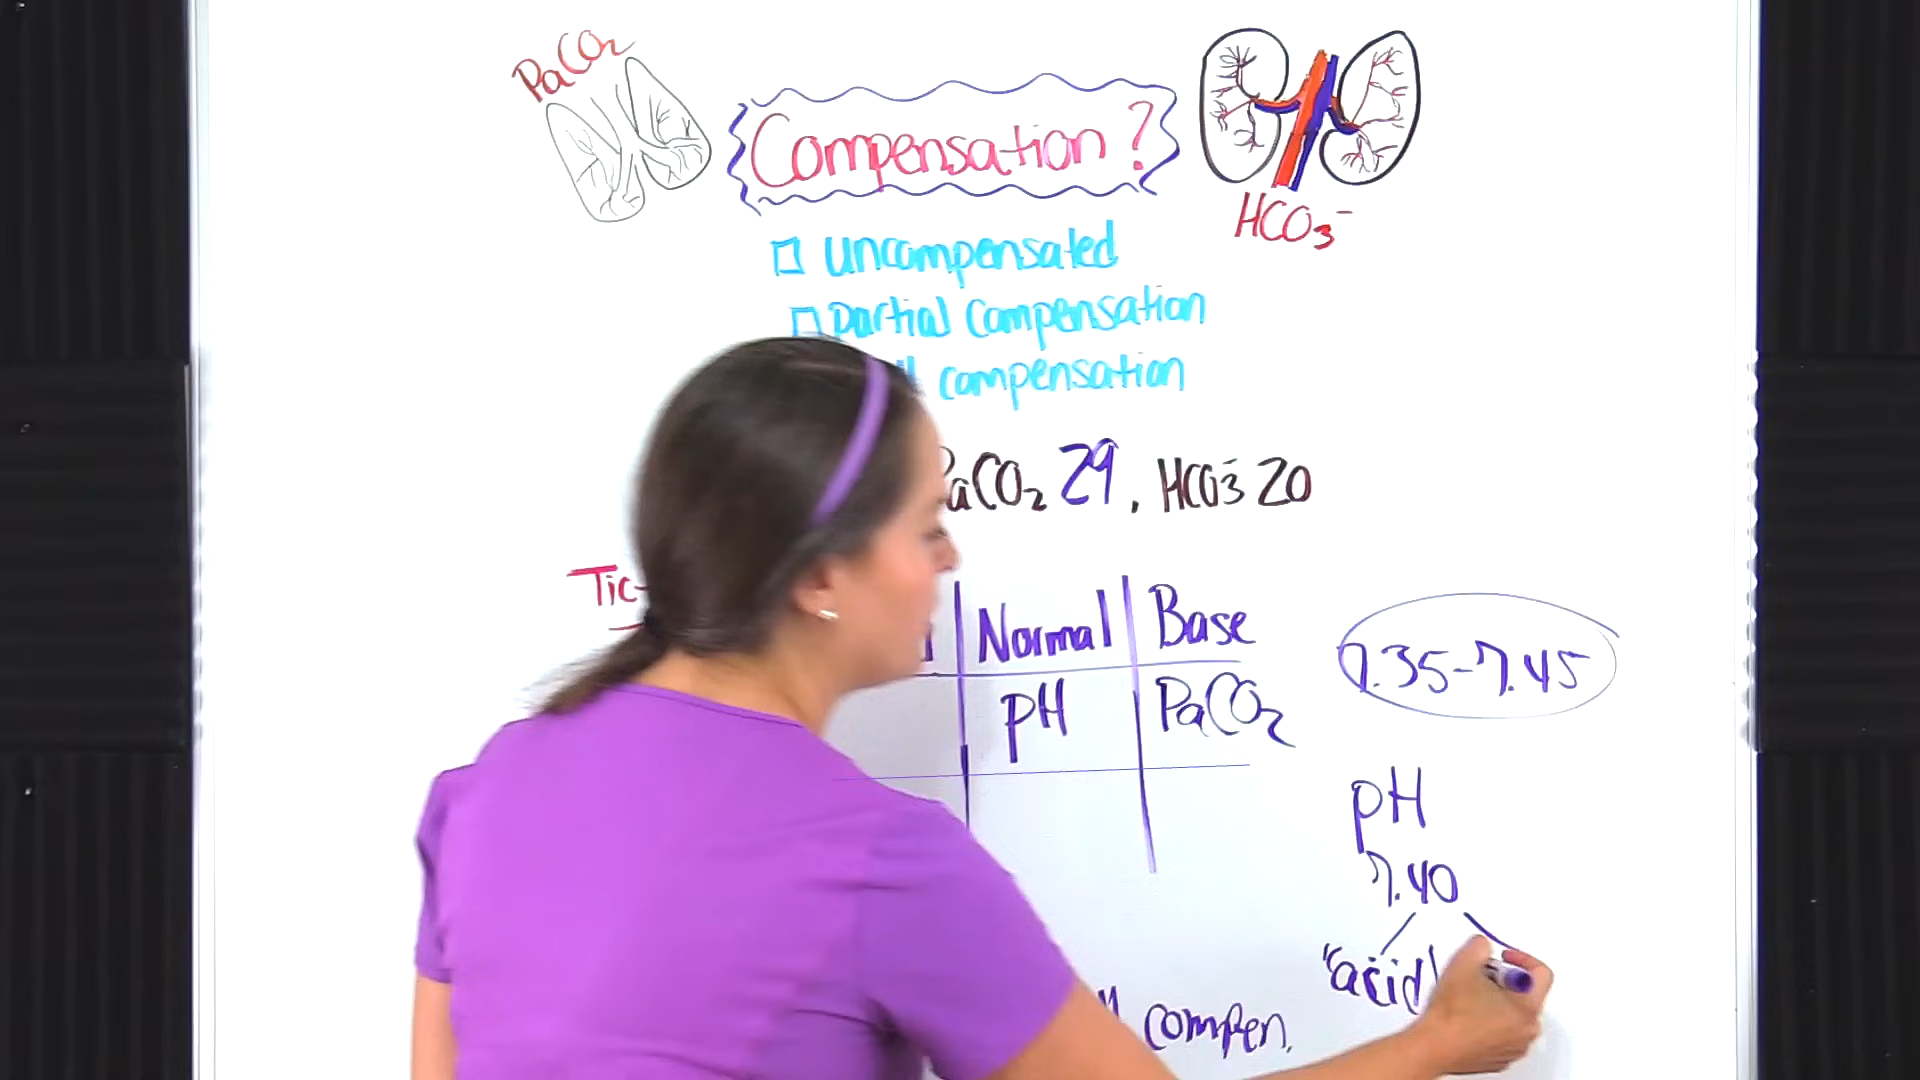 PaCO₂
Compensation?
HCO₃⁻
uncompensated
partial compensation
compensation
PaCO₂ 29, HCO₃⁻ 20
Tic-
Normal Base
7.35-7.45
pH PaCO₂
pH
7.40
"acid"
compen.